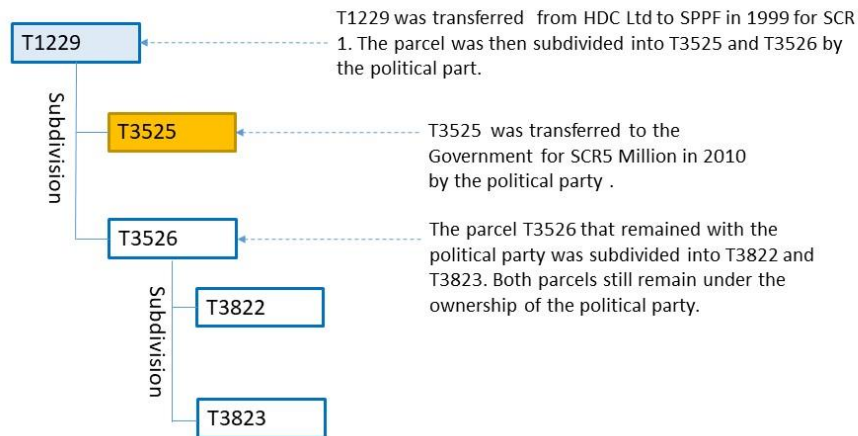 T1229 was transferred from HDC Ltd to SPPF in 1999 for SCR
1. The parcel was then subdivided into T3525 and T3526 by
the political part.
T1229
Subdivision
T3525
T3525 was transferred to the
Government for SCR5 Million in 2010
by the political party .
T3526
The parcel T3526 that remained with the
political party was subdivided into T3822 and
T3823. Both parcels still remain under the
ownership of the political party.
Subdivision
T3822
T3823